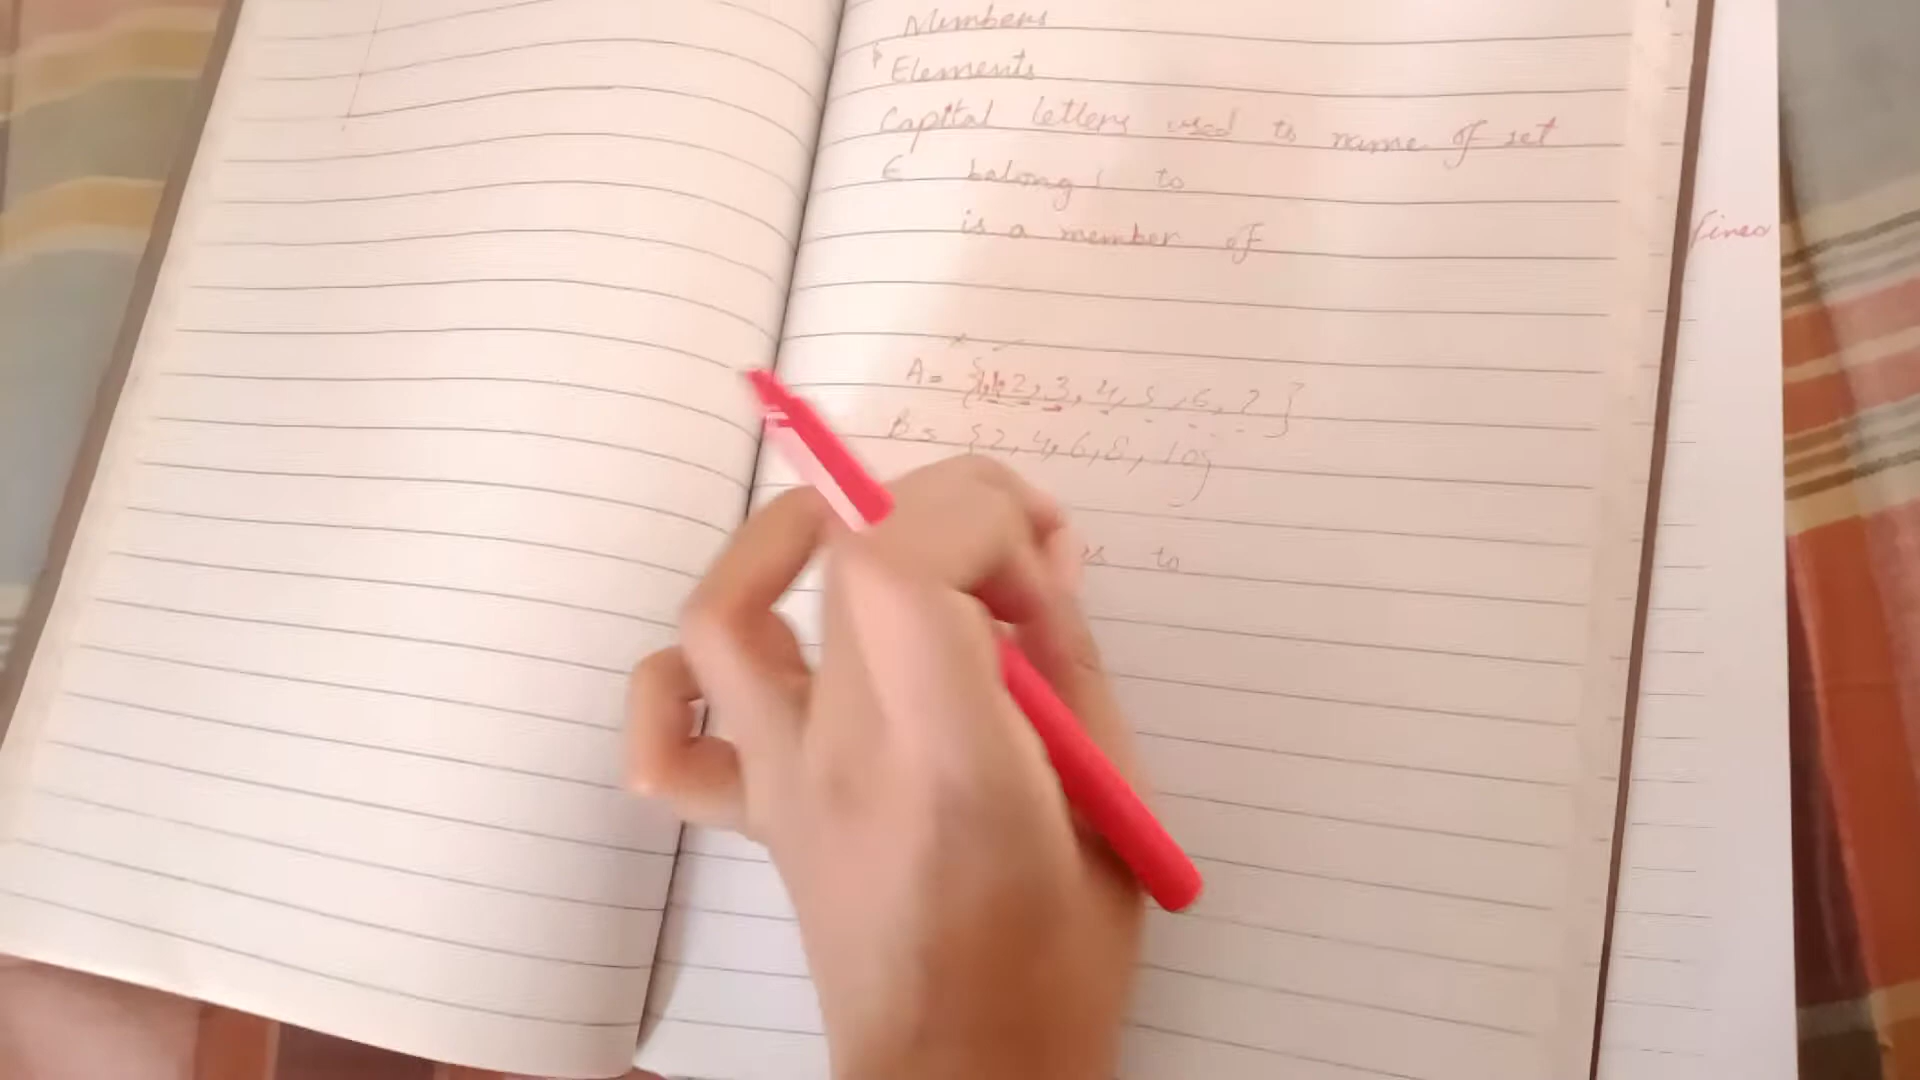 Members
Elements
Capital letters used to name of set
∈ belong to
is a member of
A = {1, 2, 3, 4, 5, 6, 7}
B = {2, 4, 6, 8, 10}
to